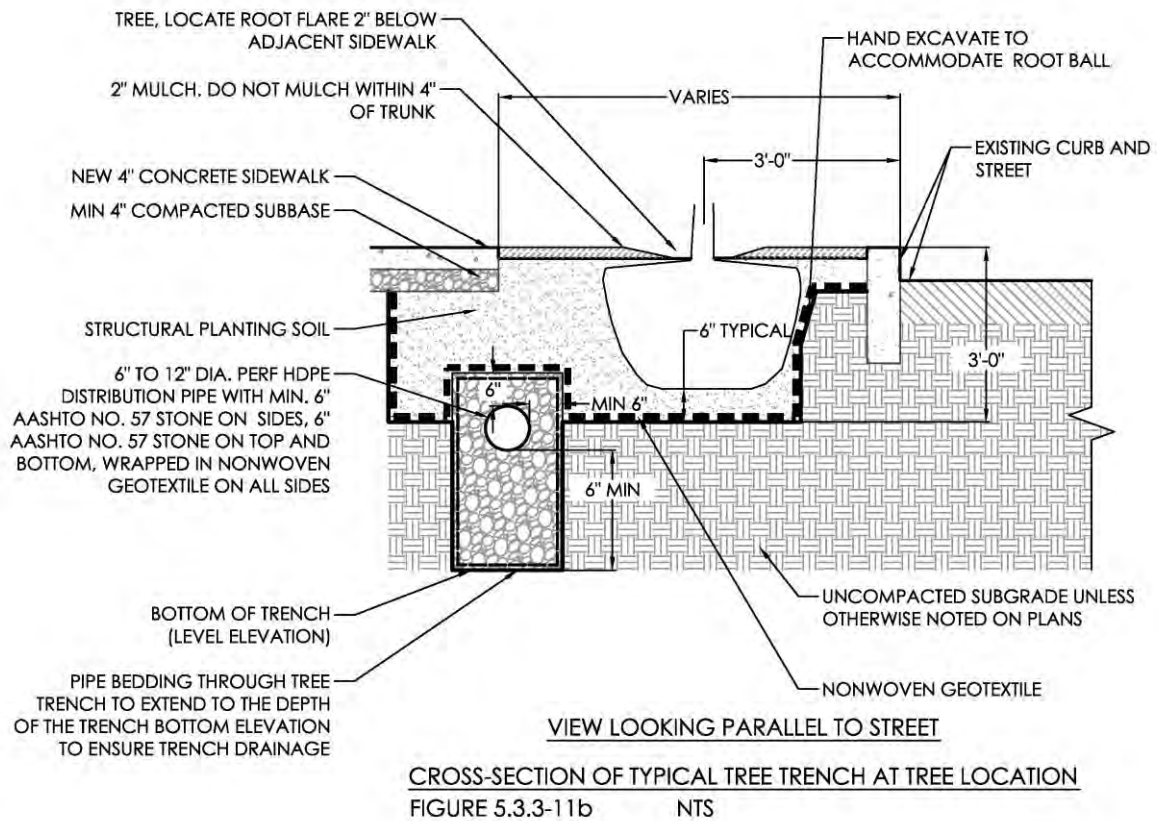 TREE, LOCATE ROOT FLARE 2" BELOW
ADJACENT SIDEWALK
2" MULCH. DO NOT MULCH WITHIN 4"
OF TRUNK
NEW 4" CONCRETE SIDEWALK
MIN 4" COMPACTED SUBBASE
STRUCTURAL PLANTING SOIL
6" TO 12" DIA. PERF HDPE
DISTRIBUTION PIPE WITH MIN. 6"
AASHTO NO. 57 STONE ON SIDES, 6"
AASHTO NO. 57 STONE ON TOP AND
BOTTOM, WRAPPED IN NONWOVEN
GEOTEXTILE ON ALL SIDES
BOTTOM OF TRENCH
(LEVEL ELEVATION)
PIPE BEDDING THROUGH TREE
TRENCH TO EXTEND TO THE DEPTH
OF THE TRENCH BOTTOM ELEVATION
TO ENSURE TRENCH DRAINAGE
VARIES
3'-0"
6" TYPICAL
6"
MIN 6"
6" MIN
3'-0"
HAND EXCAVATE TO
ACCOMMODATE ROOT BALL
EXISTING CURB AND
STREET
UNCOMPACTED SUBGRADE UNLESS
OTHERWISE NOTED ON PLANS
NONWOVEN GEOTEXTILE
VIEW LOOKING PARALLEL TO STREET
CROSS-SECTION OF TYPICAL TREE TRENCH AT TREE LOCATION
FIGURE 5.3.3-11b NTS